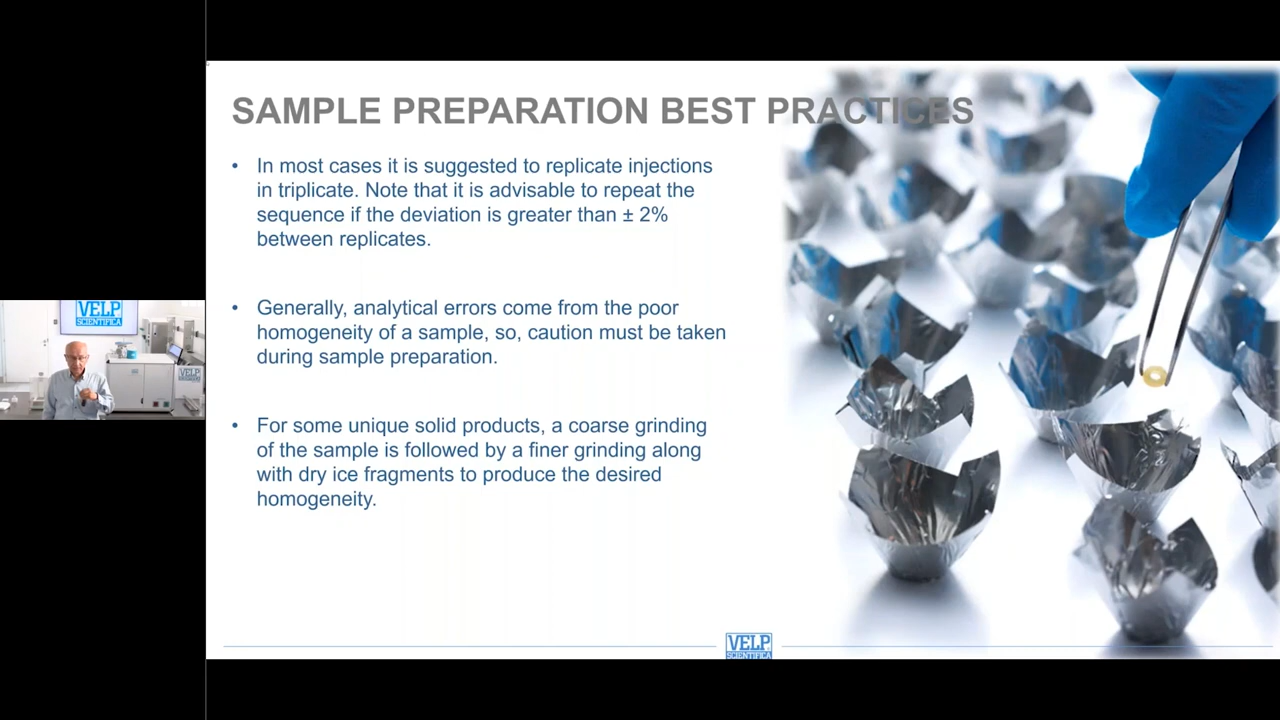 SAMPLE PREPARATION BEST PRACTICES
• In most cases it is suggested to replicate injections
in triplicate. Note that it is advisable to repeat the
sequence if the deviation is greater than ± 2%
between replicates.
• Generally, analytical errors come from the poor
homogeneity of a sample, so, caution must be taken
during sample preparation.
• For some unique solid products, a coarse grinding
of the sample is followed by a finer grinding along
with dry ice fragments to produce the desired
homogeneity.
VELP
SCIENTIFICA
VELP
VELP
SCIENTIFICA